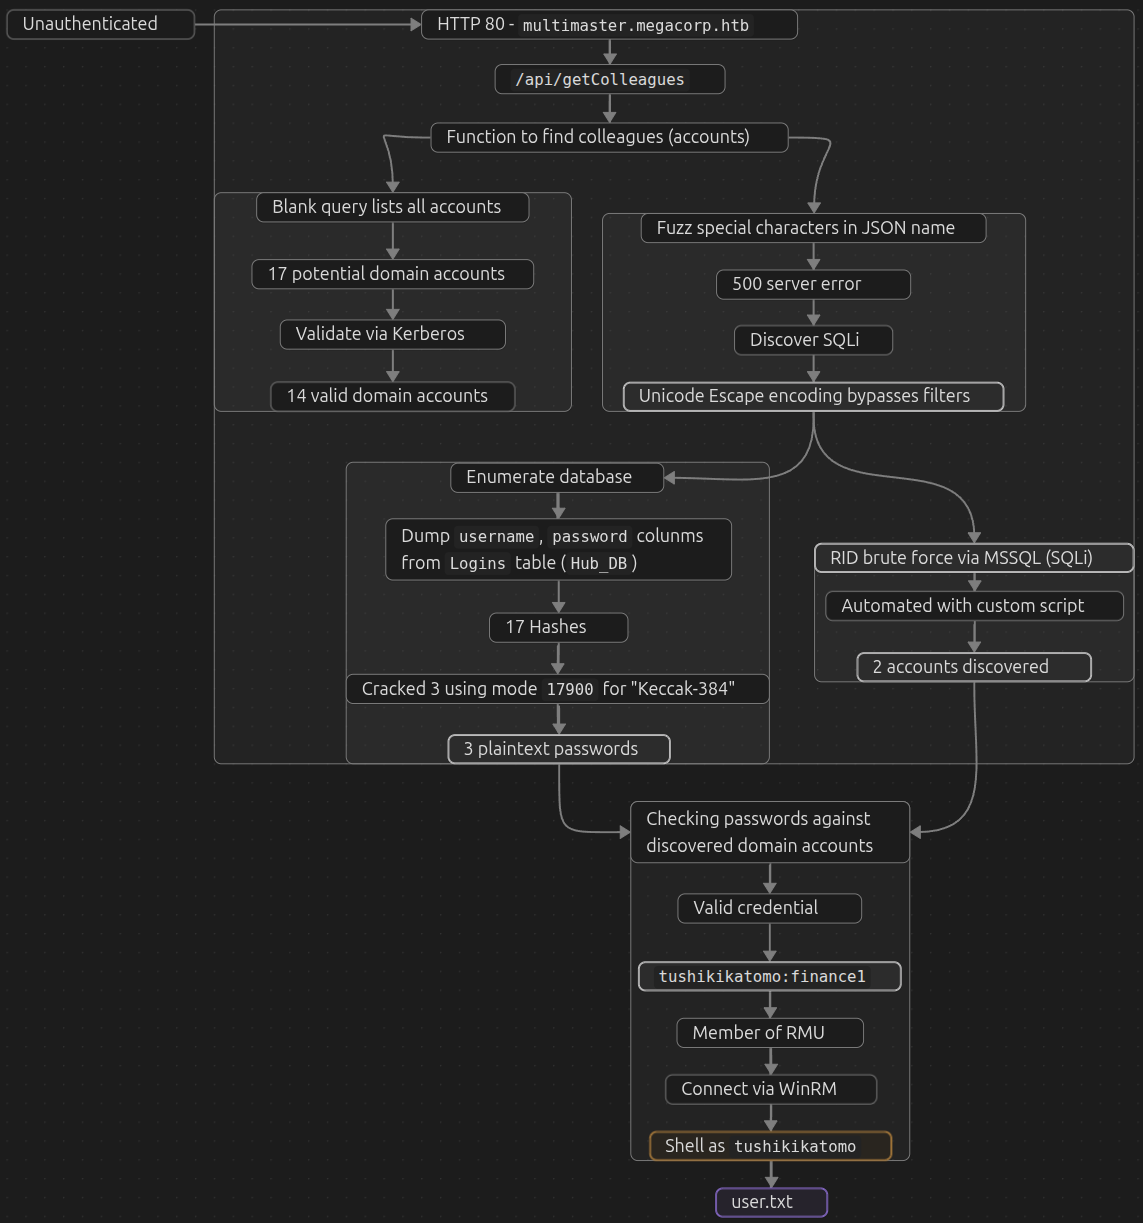 Unauthenticated
HTTP 80 - multimaster.megacorp.htb
/api/getColleagues
Function to find colleagues (accounts)
Blank query lists all accounts
17 potential domain accounts
Validate via Kerberos
14 valid domain accounts
Fuzz special characters in JSON name
500 server error
Discover SQLi
Unicode Escape encoding bypasses filters
Enumerate database
Dump username, password colunms
from Logins table (Hub_DB)
17 Hashes
Cracked 3 using mode 17900 for "Keccak-384"
3 plaintext passwords
RID brute force via MSSQL (SQLi)
Automated with custom script
2 accounts discovered
Checking passwords against
discovered domain accounts
Valid credential
tushikikatomo:finance1
Member of RMU
Connect via WinRM
Shell as tushikikatomo
user.txt